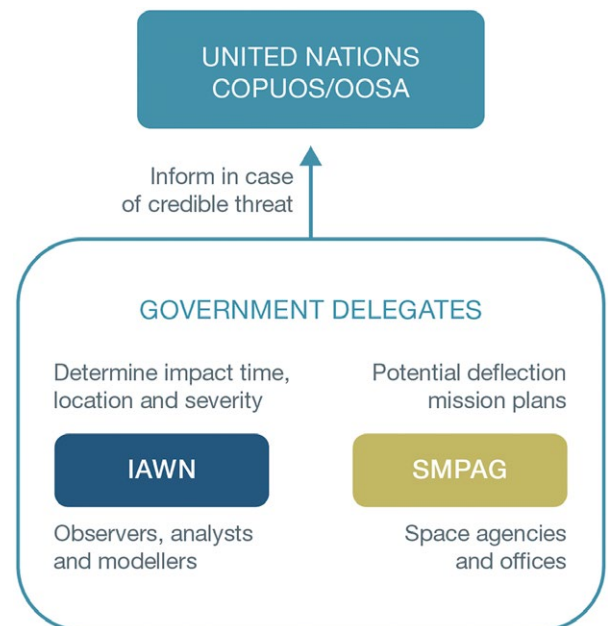 UNITED NATIONS
COPUOS/OOSA
Inform in case
of credible threat
GOVERNMENT DELEGATES
Determine impact time,
location and severity
IAWN
Observers, analysts
and modellers
Potential deflection
mission plans
SMPAG
Space agencies
and offices